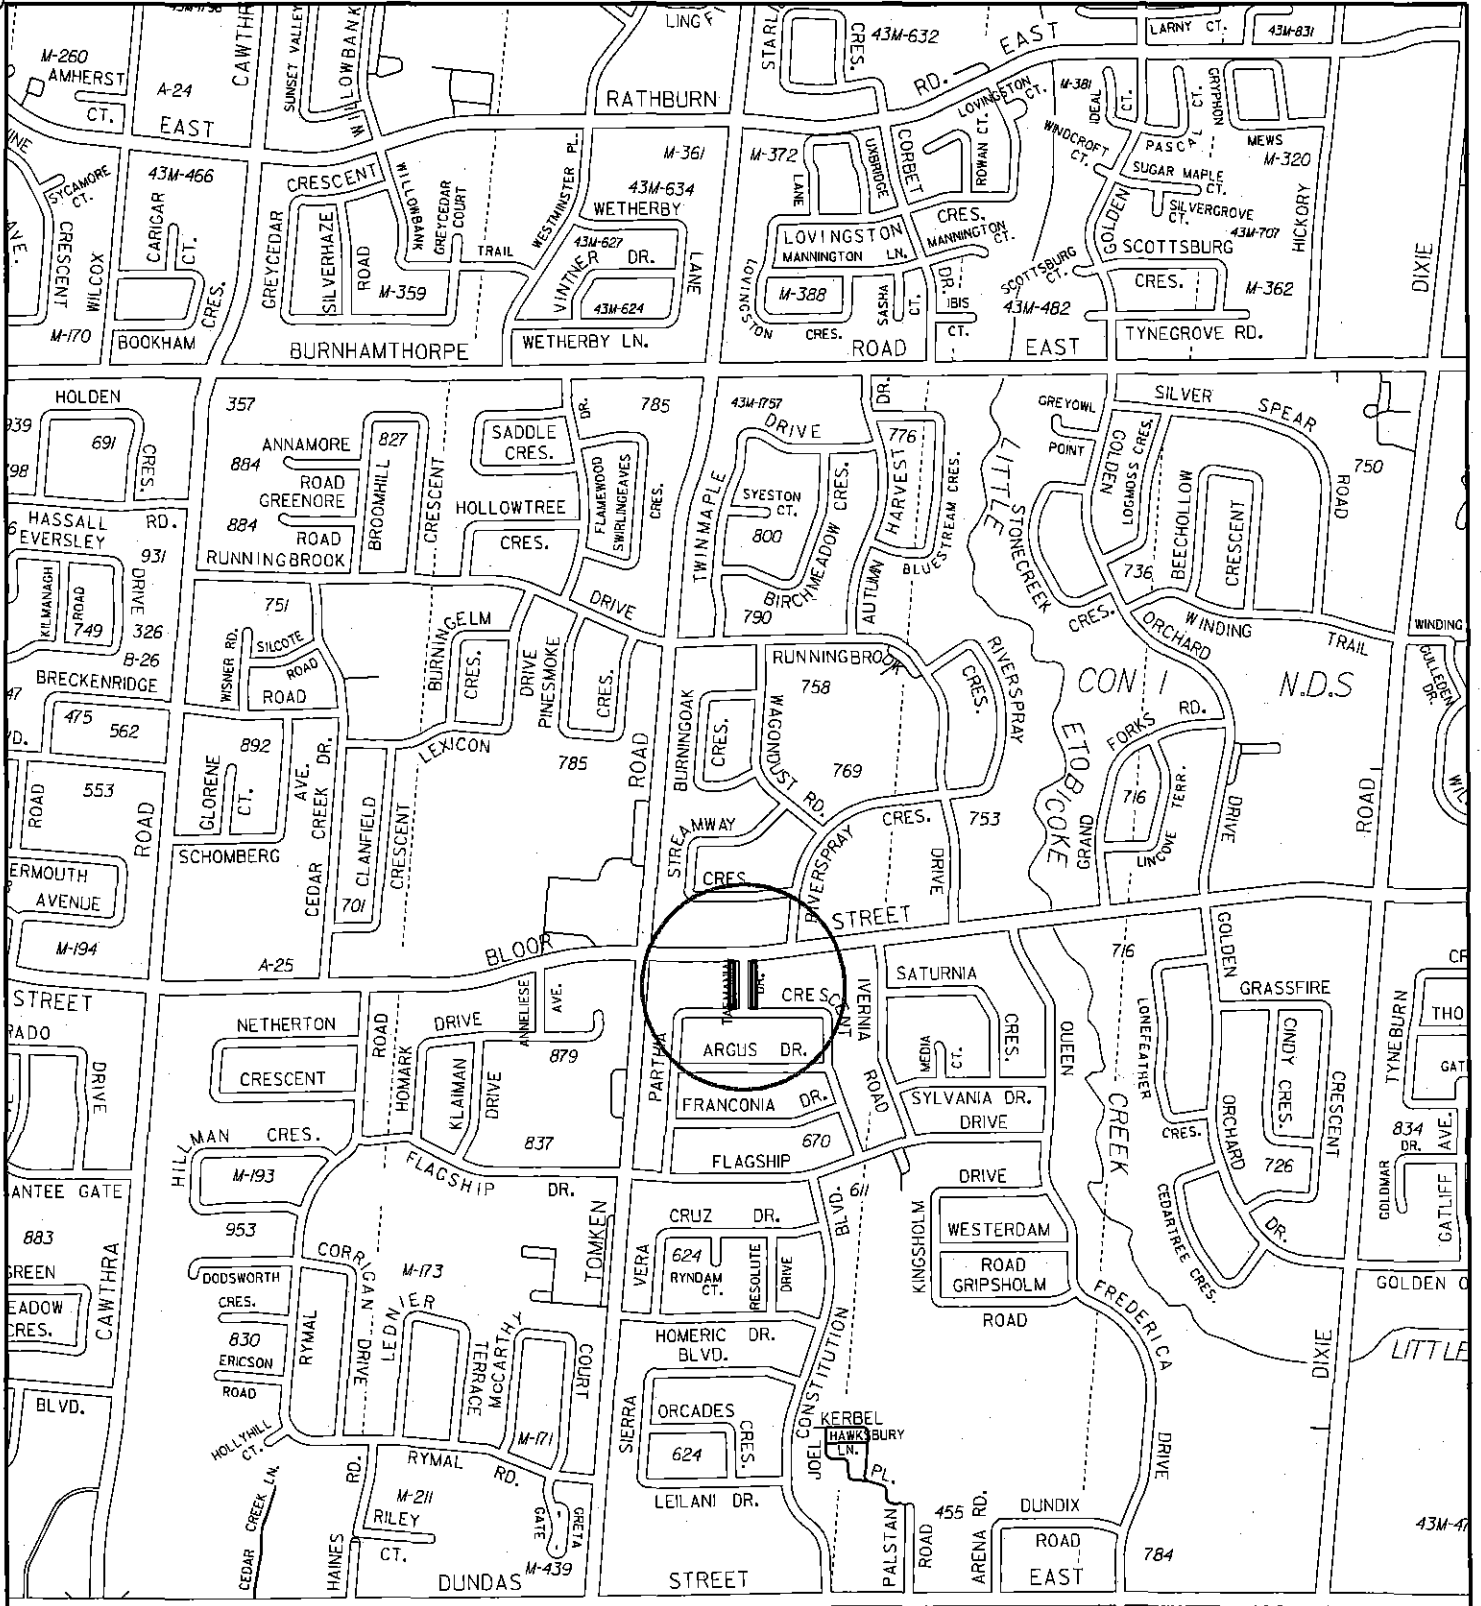 43M-1796
M-260
AMHERST
CT.
A-24
EAST
CAWTHR
SUNSET VALLEY
WILLOWBANK
LING F
RATHBURN
STARL
CRES.
43M-632
RD.
EAST
LARNY CT.
43M-831
LOVINGSTON
CT.
M-381
IDEAL
CT.
PASCAL
CT.
GRYPHON
MEWS
M-320
WINDCROFT
CT.
SUGAR MAPLE
CT.
SILVERGROVE
CT.
43M-707
HICKORY
DIXIE
SYCAMORE
CT.
AVE.
CRESCENT
WILCOX
43M-466
CARIGAR
CT.
CRES.
M-170
BOOKHAM
CRESCENT
GREYCEDAR
SILVERHAZE
ROAD
WILLOWBANK
GREYCEDAR
COURT
TRAIL
M-359
WESTMINSTER PL.
M-361
43M-634
WETHERBY
43M-627
VINTNER DR.
43M-624
LANE
WETHERBY LN.
BURNHAMTHORPE
M-372
LANE
UXBRIDGE
CORBET
ROWAN CT.
LOVINGSTON
CRES.
MANNINGTON LN.
MANNINGTON
CT.
M-388
LOVINGSTON
CRES.
SASHA
CT.
DR.
IBIS
CT.
ROAD
EAST
GOLDEN
SCOTTSBURG
CT.
SCOTTSBURG
CRES.
43M-482
M-362
TYNEGROVE RD.
HOLDEN
939
691
CRES.
798
HASSALL
RD.
EVERSLEY
931
357
ANNAMORE
827
884
ROAD
GREENORE
884
ROAD
RUNNINGBROOK
BROOMHILL
CRESCENT
SADDLE
CRES.
HOLLOWTREE
CRES.
DR.
FLAMEWOOD
SWIRLINGLEAVES
CRES.
785
43M-1757
DRIVE
TWINMAPLE
SYESTON
CT.
800
BIRCHMEADOW CRES.
790
DR.
776
HARVEST
AUTUMN
BLUESTREAM CRES.
LITTLE
STONECREEK
CRES.
GREYOWL
POINT
GOLDEN
LOGMOSS CRES.
SILVER
SPEAR
ROAD
750
BEECHOLLOW
CRESCENT
736
ORCHARD
WINDING
TRAIL
WINDING
GULLEDEN
DR.
KILMANAGH
ROAD
749
DRIVE
326
B-26
BRECKENRIDGE
475
562
553
ROAD
ROAD
751
WISNER RD.
SILCOTE
ROAD
ROAD
892
GLORENE
CT.
SCHOMBERG
AVE.
CEDAR CREEK DR.
CLANFIELD
701
CRESCENT
BURNINGELM
CRES.
DRIVE
PINESMOKE
DRIVE
CRES.
LEXICON
785
ROAD
RUNNINGBROOK
758
BURNINGOAK
CRES.
WAGONDUST RD.
769
STREAMWAY
CRES.
RIVERSPRAY
CRES.
753
DRIVE
CRES.
RIVERSPRAY
CON I
N.D.S
ETOBICOKE
FORKS
RD.
716
TERR.
LINCOVE
GRAND
DRIVE
ROAD
ERMOUTH
AVENUE
M-194
A-25
BLOOR
STREET
STREET
ANNELIESE
AVE.
DR.
CRESCENT
ARGUS DR.
PARTHIA
FRANCONIA
DR.
670
FLAGSHIP
IVERNIA
ROAD
SATURNIA
CRES.
MEDIA
CT.
SYLVANIA DR.
DRIVE
QUEEN
CREEK
716
GOLDEN
LONEFEATHER
CRES.
GRASSFIRE
CINDY CRES.
CRESCENT
ORCHARD
726
DR.
CEDARTREE CRES.
TYNEBURN
THO
GAT
834
DR.
GOLDMAR
GATLIFF AVE.
GOLDEN O
RADO
DRIVE
NETHERTON
CRESCENT
ROAD
HOMARK
DRIVE
KLAIMAN
DRIVE
879
837
HILLMAN CRES.
M-193
FLAGSHIP
DR.
ANTEE GATE
883
GREEN
EADOW
CRES.
CAWTHRA
BLVD.
953
DODSWORTH
CRES.
830
ERICSON
ROAD
RYMAL
CORRIGAN DRIVE
M-173
LEDNIER
TERRACE
McCARTHY
COURT
M-171
TOMKEN
VERA
CRUZ DR.
624
RYNDAM
CT.
RESOLUTE
DRIVE
HOMERIC DR.
BLVD.
SIERRA
ORCADES
CRES.
624
LEILANI DR.
BLVD.
611
CONSTITUTION
KINGSHOLM
DRIVE
WESTERDAM
ROAD
GRIPSHOLM
ROAD
FREDERICA
DRIVE
DIXIE
LITTLE
HOLLYHILL
CT.
CEDAR CREEK LN.
RYMAL
RD.
RD.
M-211
RILEY
CT.
HAINES
GRETA
GATE
M-439
DUNDAS
STREET
KERBEL
HAWKSBURY
LN.
JOEL
PL.
PALSTAN
ROAD
455
ARENA RD.
DUNDIX
ROAD
EAST
784
43M-47